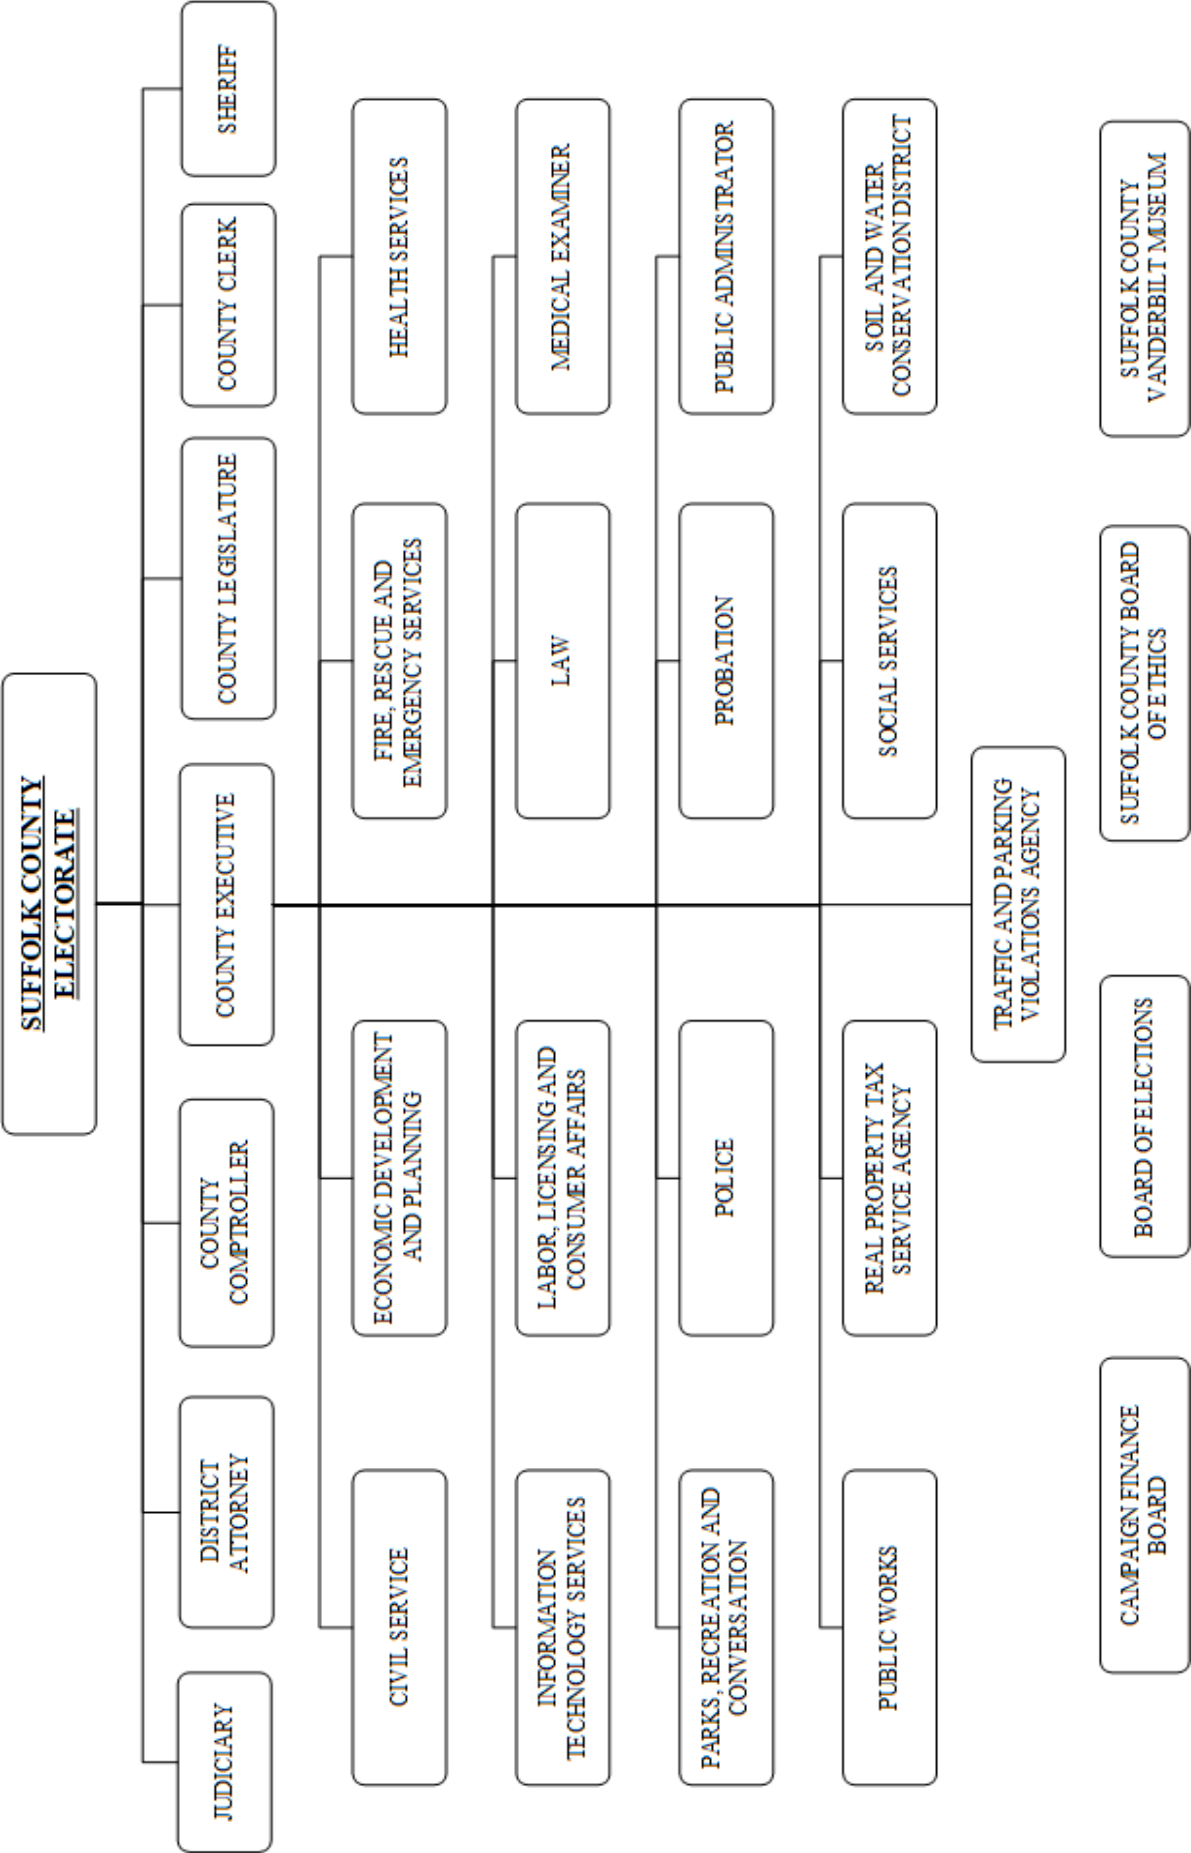 SUFFOLK COUNTY
ELECTORATE
JUDICIARY
DISTRICT
ATTORNEY
COUNTY
COMPTROLLER
COUNTY EXECUTIVE
COUNTY LEGISLATURE
COUNTY CLERK
SHERIFF
CIVIL SERVICE
ECONOMIC DEVELOPMENT
AND PLANNING
FIRE, RESCUE AND
EMERGENCY SERVICES
HEALTH SERVICES
INFORMATION
TECHNOLOGY SERVICES
LABOR, LICENSING AND
CONSUMER AFFAIRS
LAW
MEDICAL EXAMINER
PARKS, RECREATION AND
CONVERSATION
POLICE
PROBATION
PUBLIC ADMINISTRATOR
PUBLIC WORKS
REAL PROPERTY TAX
SERVICE AGENCY
SOCIAL SERVICES
SOIL AND WATER
CONSERVATION DISTRICT
TRAFFIC AND PARKING
VIOLATIONS AGENCY
CAMPAIGN FINANCE
BOARD
BOARD OF ELECTIONS
SUFFOLK COUNTY BOARD
OF ETHICS
SUFFOLK COUNTY
VANDERBILT MUSEUM